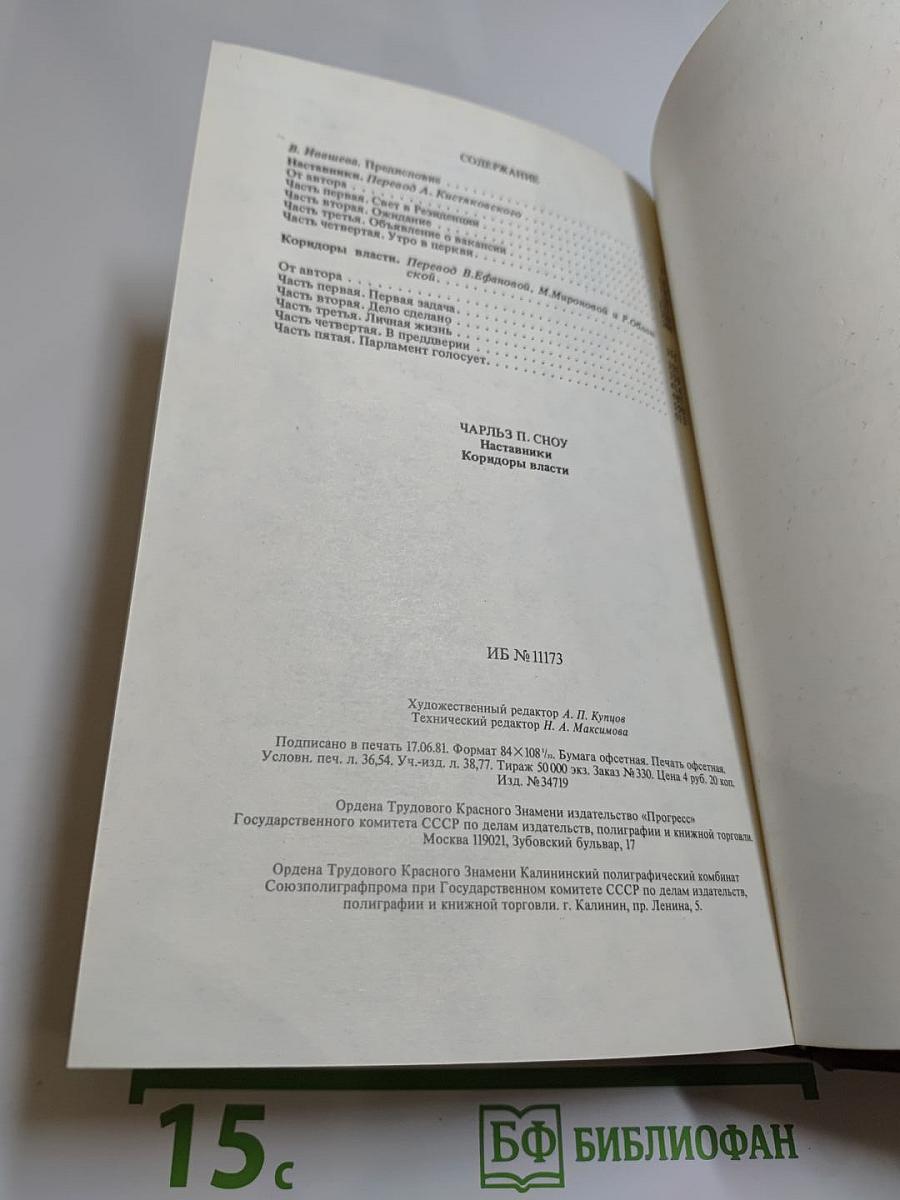 СОДЕРЖАНИЕ
В. Ивашева. Предисловие
Наставники. Перевод А. Кистяковского
От автора
Часть первая. Свет в Резиденции
Часть вторая. Ожидание
Часть третья. Объявление о вакансии
Часть четвертая. Утро в церкви
Коридоры власти. Перевод В.Ефановой, М.Мироновой и Р.Облон-
ской
От автора
Часть первая. Первая задача
Часть вторая. Дело сделано
Часть третья. Личная жизнь
Часть четвертая. В преддверии
Часть пятая. Парламент голосует
ЧАРЛЬЗ П. СНОУ
Наставники
Коридоры власти
ИБ № 11173
Художественный редактор А. П. Купцов
Технический редактор Н. А. Максимова
Подписано в печать 17.06.81. Формат 84×108 1/32. Бумага офсетная. Печать офсетная.
Условн. печ. л. 36,54. Уч.-изд. л. 38,77. Тираж 50 000 экз. Заказ № 330. Цена 4 руб. 20 коп.
Изд. № 34719
Ордена Трудового Красного Знамени издательство «Прогресс»
Государственного комитета СССР по делам издательств, полиграфии и книжной торговли.
Москва 119021, Зубовский бульвар, 17
Ордена Трудового Красного Знамени Калининский полиграфический комбинат
Союзполиграфпрома при Государственном комитете СССР по делам издательств,
полиграфии и книжной торговли. г. Калинин, пр. Ленина, 5.
15 с
БФ БИБЛИОФАН